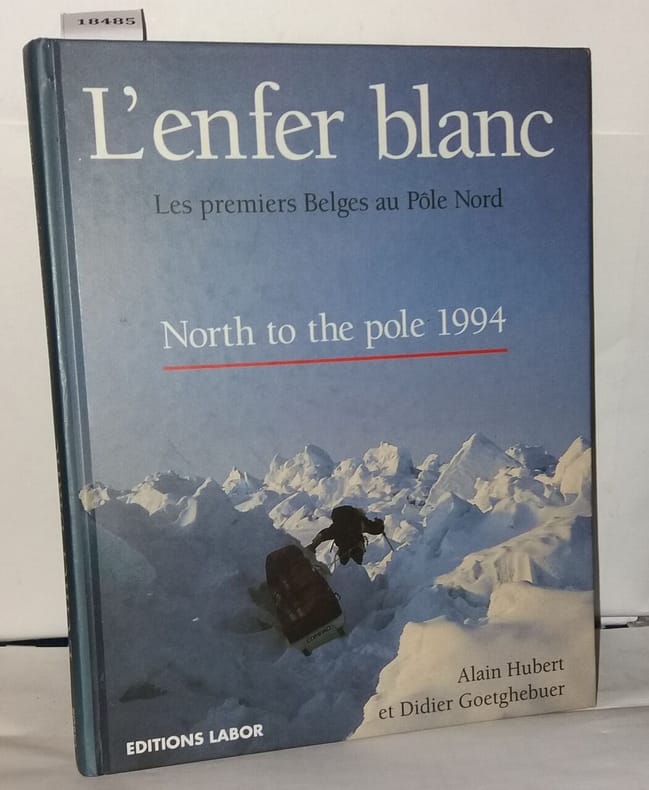 18485
L'enfer blanc
Les premiers Belges au Pôle Nord
North to the pole 1994
COMPAQ
Alain Hubert
et Didier Goetghebuer
EDITIONS LABOR